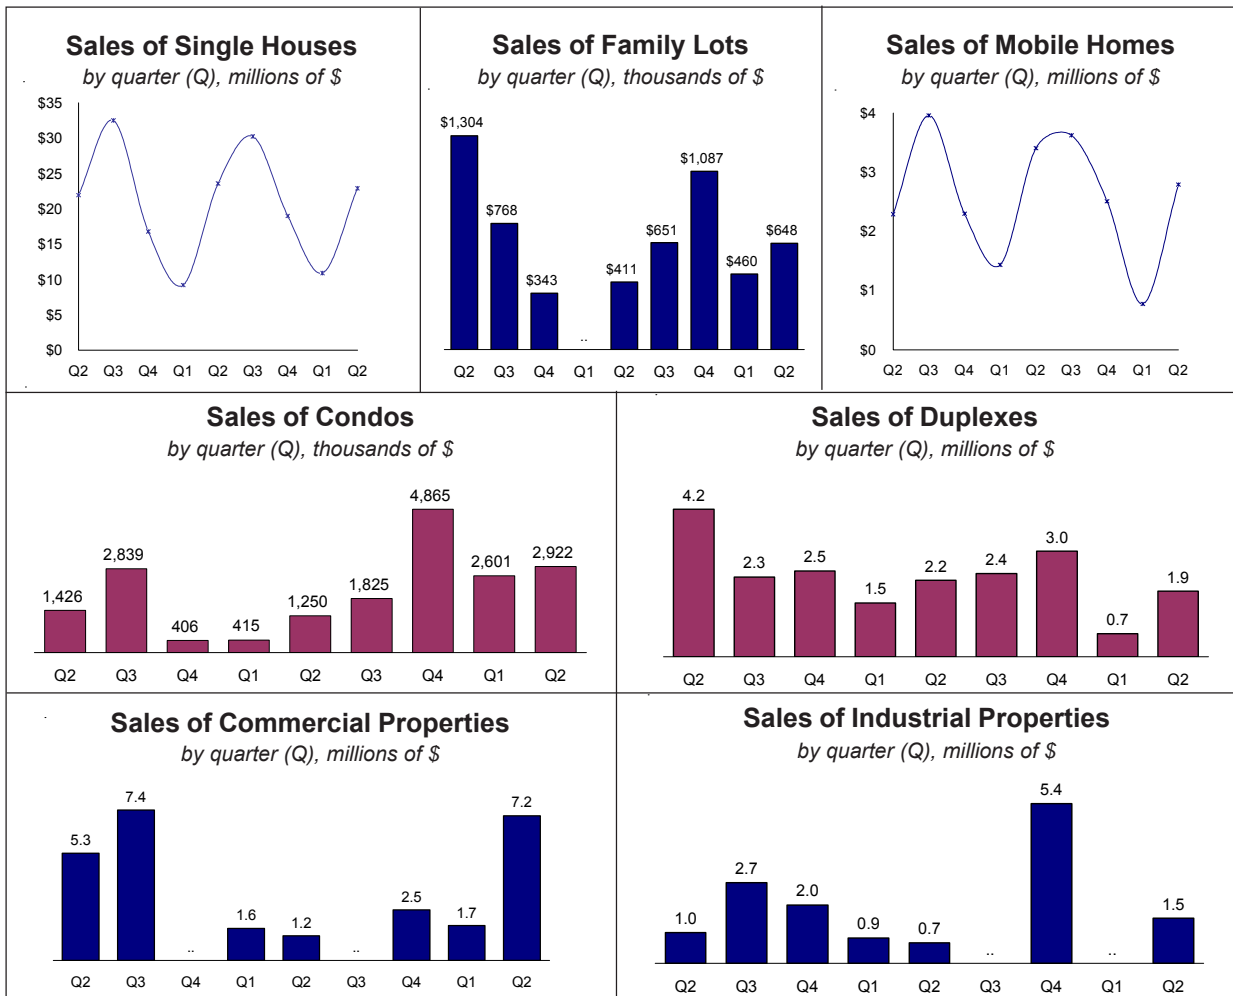 Sales of Single Houses
by quarter (Q), millions of $
$35
$30
$25
$20
$15
$10
$5
$0
Q2 Q3 Q4 Q1 Q2 Q3 Q4 Q1 Q2
Sales of Family Lots
by quarter (Q), thousands of $
$1,304
$768
$343
..
$411
$651
$1,087
$460
$648
Q2 Q3 Q4 Q1 Q2 Q3 Q4 Q1 Q2
Sales of Mobile Homes
by quarter (Q), millions of $
$4
$3
$2
$1
$0
Q2 Q3 Q4 Q1 Q2 Q3 Q4 Q1 Q2
Sales of Condos
by quarter (Q), thousands of $
1,426
2,839
406
415
1,250
1,825
4,865
2,601
2,922
Q2 Q3 Q4 Q1 Q2 Q3 Q4 Q1 Q2
Sales of Duplexes
by quarter (Q), millions of $
4.2
2.3
2.5
1.5
2.2
2.4
3.0
0.7
1.9
Q2 Q3 Q4 Q1 Q2 Q3 Q4 Q1 Q2
Sales of Commercial Properties
by quarter (Q), millions of $
5.3
7.4
..
1.6
1.2
..
2.5
1.7
7.2
Q2 Q3 Q4 Q1 Q2 Q3 Q4 Q1 Q2
Sales of Industrial Properties
by quarter (Q), millions of $
1.0
2.7
2.0
0.9
0.7
..
5.4
..
1.5
Q2 Q3 Q4 Q1 Q2 Q3 Q4 Q1 Q2